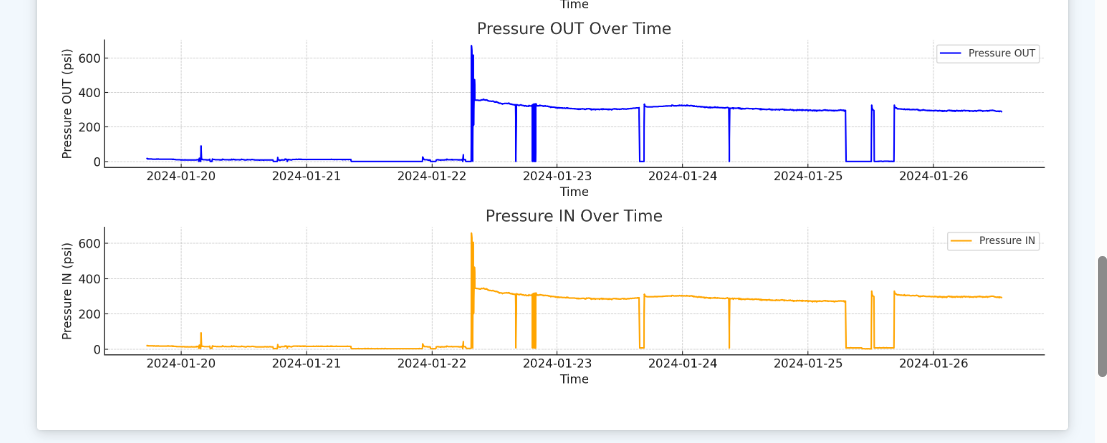 Time
Pressure OUT Over Time
Pressure OUT (psi)
600
400
200
0
Pressure OUT
2024-01-20 2024-01-21 2024-01-22 2024-01-23 2024-01-24 2024-01-25 2024-01-26
Time
Pressure IN Over Time
Pressure IN (psi)
600
400
200
0
Pressure IN
2024-01-20 2024-01-21 2024-01-22 2024-01-23 2024-01-24 2024-01-25 2024-01-26
Time